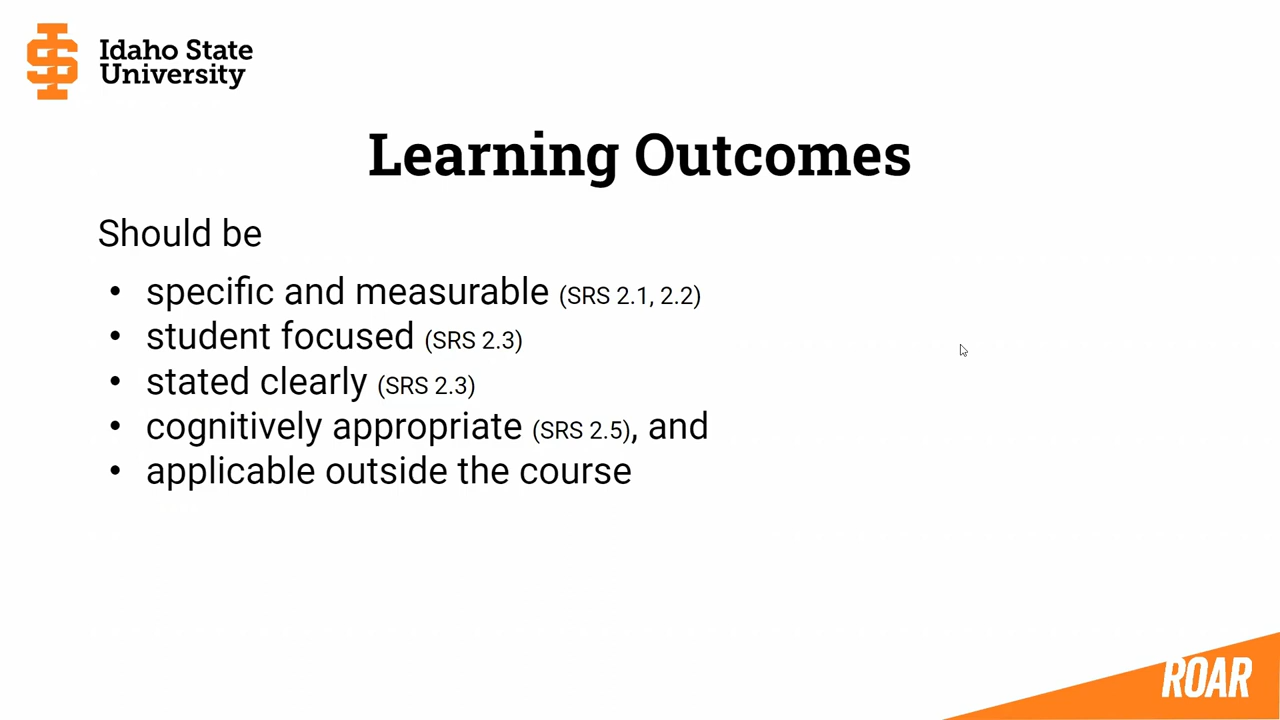 Idaho State
University
Learning Outcomes
Should be
• specific and measurable (SRS 2.1, 2.2)
• student focused (SRS 2.3)
• stated clearly (SRS 2.3)
• cognitively appropriate (SRS 2.5), and
• applicable outside the course
ROAR